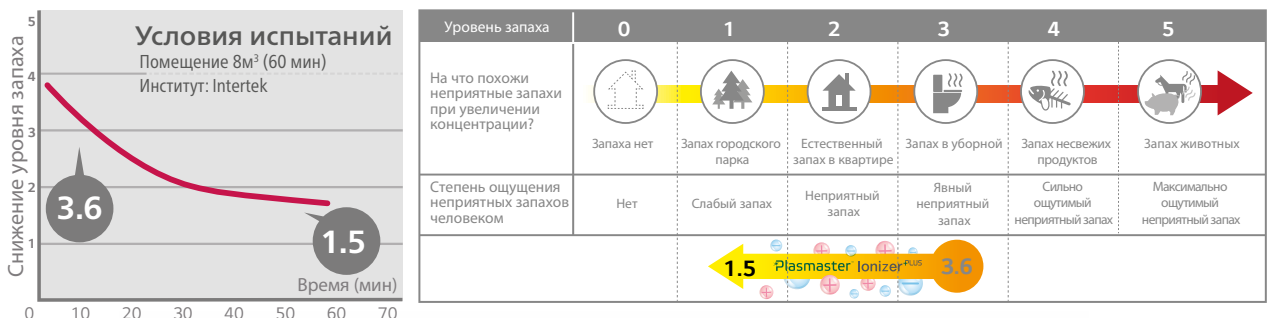 Условия испытаний
Помещение 8м³ (60 мин)
Институт: Intertek
Снижение уровня запаха
5
4
3
2
1
3.6
1.5
Время (мин)
0 10 20 30 40 50 60 70
Уровень запаха 0 1 2 3 4 5
На что похожи
неприятные запахи
при увеличении
концентрации?
Запаха нет
Запах городского
парка
Естественный
запах в квартире
Запах в уборной
Запах несвежих
продуктов
Запах животных
Степень ощущения
неприятных запахов
человеком
Нет
Слабый запах
Неприятный
запах
Явный
неприятный
запах
Сильно
ощутимый
неприятный запах
Максимально
ощутимый
неприятный запах
1.5 Plasmaster Ionizer PLUS 3.6